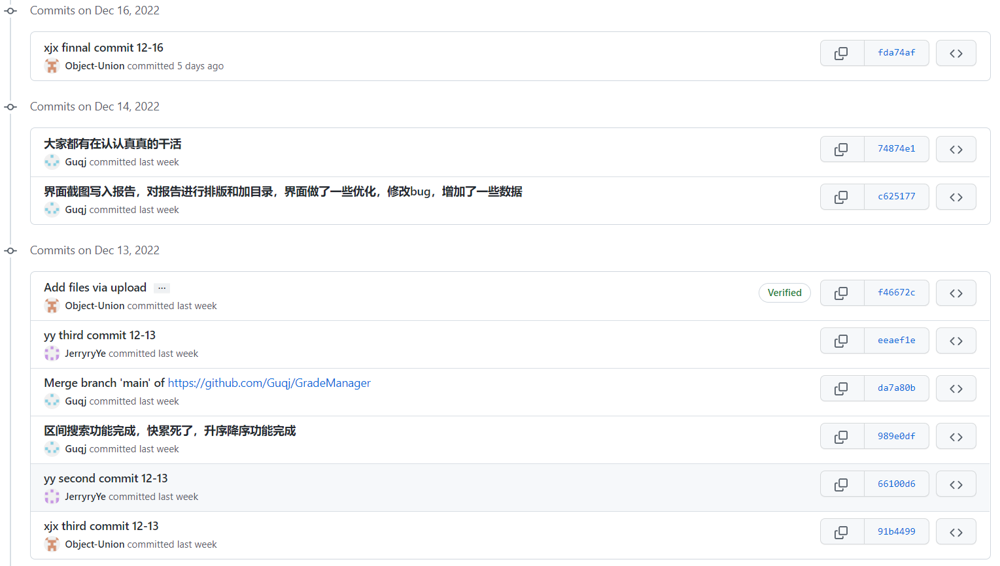 Commits on Dec 16, 2022
xjx finnal commit 12-16
Object-Union committed 5 days ago
fda74af
Commits on Dec 14, 2022
大家都有在认认真真的干活
Guqj committed last week
74874e1
界面截图写入报告，对报告进行排版和加目录，界面做了一些优化，修改bug，增加了一些数据
Guqj committed last week
c625177
Commits on Dec 13, 2022
Add files via upload ...
Object-Union committed last week
Verified
f46672c
yy third commit 12-13
JerryryYe committed last week
eeaef1e
Merge branch 'main' of https://github.com/Guqj/GradeManager
Guqj committed last week
da7a80b
区间搜索功能完成，快累死了，升序降序功能完成
Guqj committed last week
989e0df
yy second commit 12-13
JerryryYe committed last week
66100d6
xjx third commit 12-13
Object-Union committed last week
91b4499